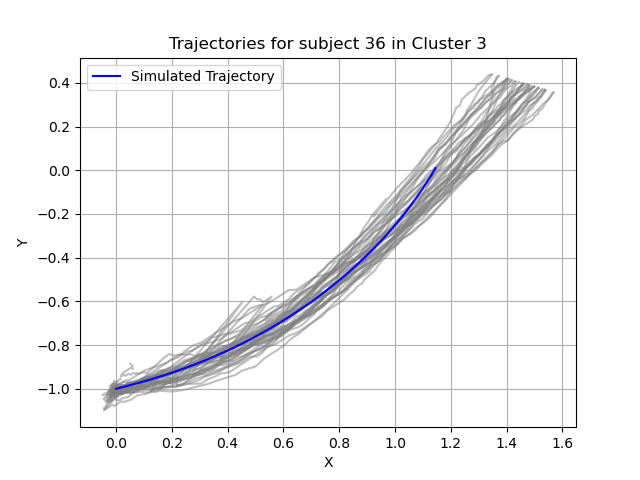 Trajectories for subject 36 in Cluster 3
Simulated Trajectory
Y
0.4
0.2
0.0
−0.2
−0.4
−0.6
−0.8
−1.0
0.0 0.2 0.4 0.6 0.8 1.0 1.2 1.4 1.6
X